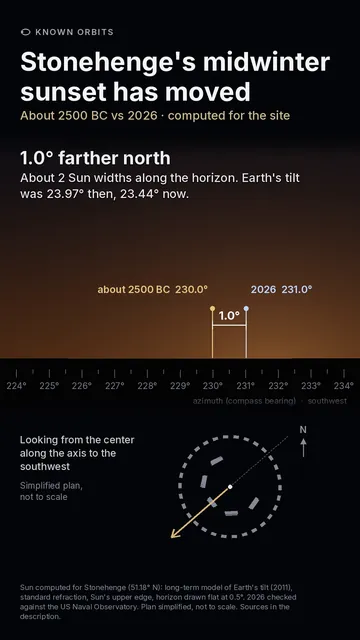 KNOWN ORBITS
Stonehenge's midwinter
sunset has moved
About 2500 BC vs 2026 · computed for the site
1.0° farther north
About 2 Sun widths along the horizon. Earth's tilt
was 23.97° then, 23.44° now.
about 2500 BC 230.0°
2026 231.0°
1.0°
224° 225° 226° 227° 228° 229° 230° 231° 232° 233° 234°
azimuth (compass bearing) · southwest
Looking from the center
along the axis to the
southwest
Simplified plan,
not to scale
N
Sun computed for Stonehenge (51.18° N): long-term model of Earth's tilt (2011),
standard refraction, Sun's upper edge, horizon drawn flat at 0.5°. 2026 checked
against the US Naval Observatory. Plan simplified, not to scale. Sources in the
description.